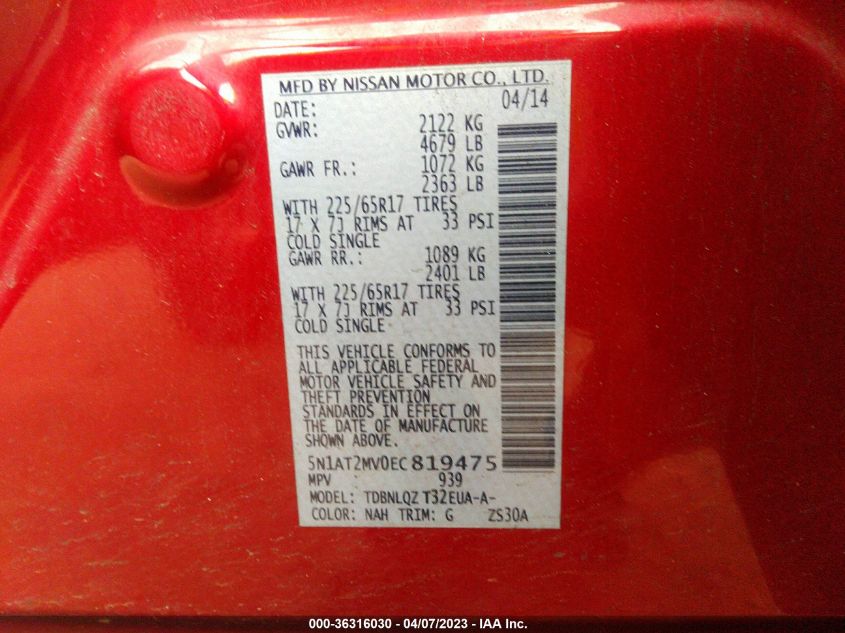 MFD BY NISSAN MOTOR CO., LTD.
DATE: 04/14
GVWR: 2122 KG
4679 LB
GAWR FR.: 1072 KG
2363 LB
WITH 225/65R17 TIRES
17 X 7J RIMS AT 33 PSI
COLD SINGLE
GAWR RR.: 1089 KG
2401 LB
WITH 225/65R17 TIRES
17 X 7J RIMS AT 33 PSI
COLD SINGLE
THIS VEHICLE CONFORMS TO
ALL APPLICABLE FEDERAL
MOTOR VEHICLE SAFETY AND
THEFT PREVENTION
STANDARDS IN EFFECT ON
THE DATE OF MANUFACTURE
SHOWN ABOVE.
5N1AT2MV0EC819475
MPV 939
MODEL: TDBNLQZ T32EUA-A-
COLOR: NAH TRIM: G ZS30A
000-36316030 - 04/07/2023 - IAA Inc.